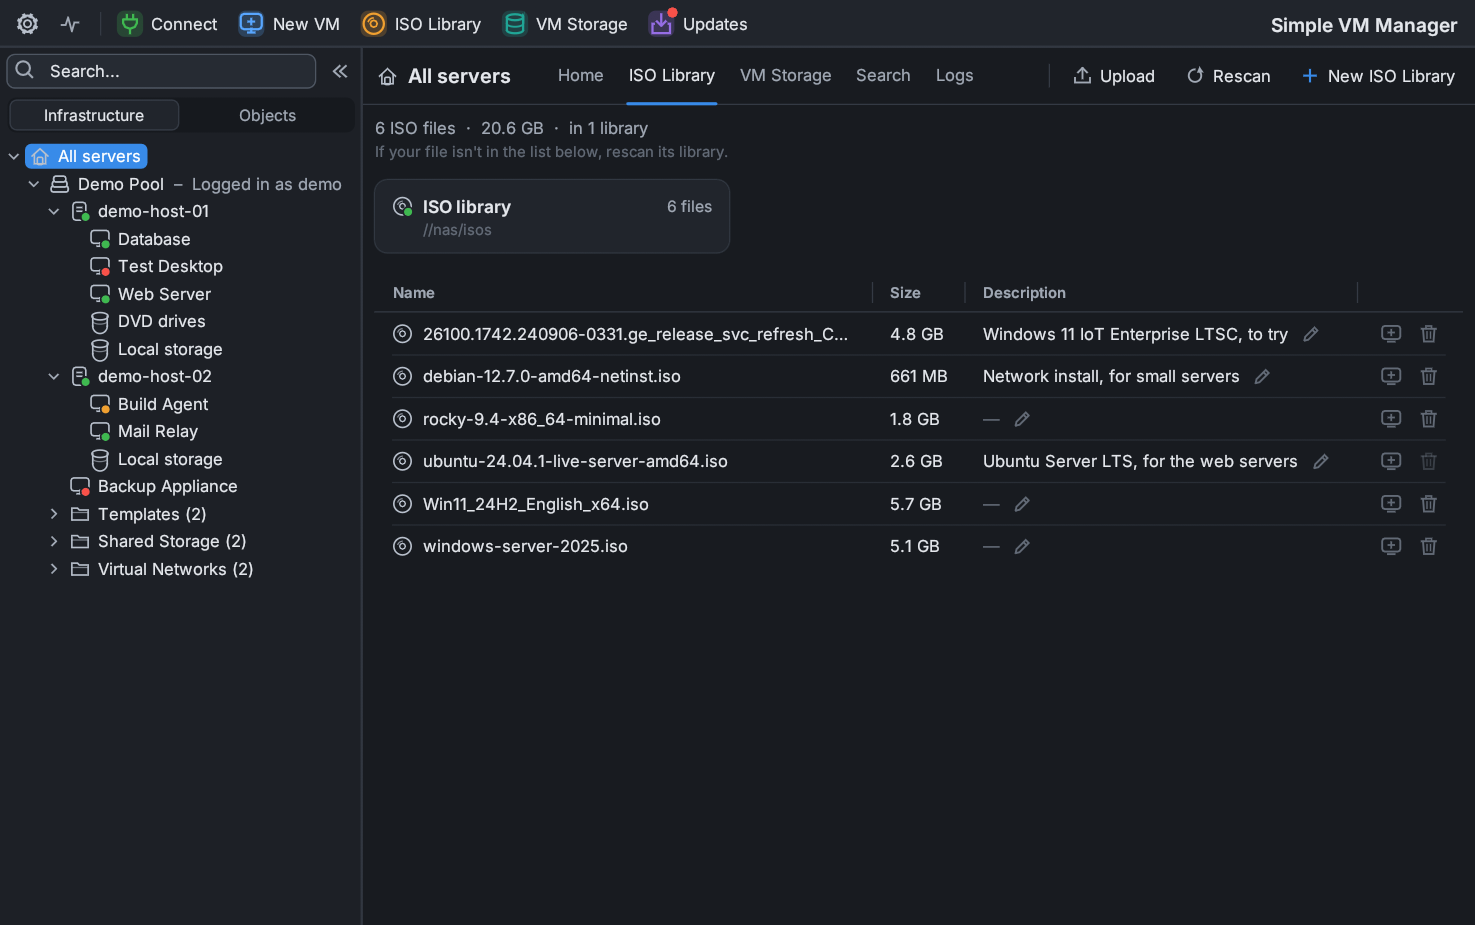 Connect New VM ISO Library VM Storage Updates Simple VM Manager
Search...
Infrastructure Objects
All servers
Demo Pool – Logged in as demo
demo-host-01
Database
Test Desktop
Web Server
DVD drives
Local storage
demo-host-02
Build Agent
Mail Relay
Local storage
Backup Appliance
Templates (2)
Shared Storage (2)
Virtual Networks (2)
All servers Home ISO Library VM Storage Search Logs Upload Rescan New ISO Library
6 ISO files · 20.6 GB · in 1 library
If your file isn't in the list below, rescan its library.
ISO library 6 files
//nas/isos
Name Size Description
26100.1742.240906-0331.ge_release_svc_refresh_C... 4.8 GB Windows 11 IoT Enterprise LTSC, to try
debian-12.7.0-amd64-netinst.iso 661 MB Network install, for small servers
rocky-9.4-x86_64-minimal.iso 1.8 GB —
ubuntu-24.04.1-live-server-amd64.iso 2.6 GB Ubuntu Server LTS, for the web servers
Win11_24H2_English_x64.iso 5.7 GB —
windows-server-2025.iso 5.1 GB —